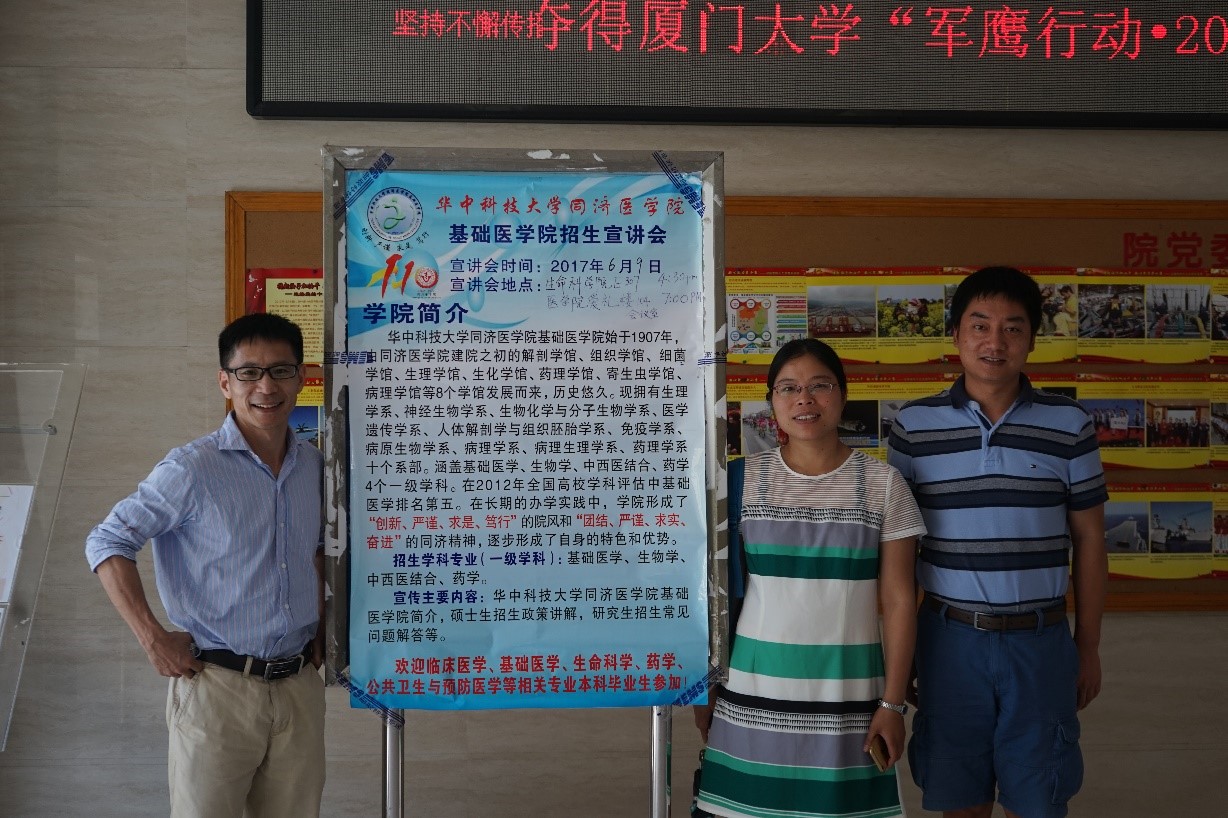 坚持不懈传
夺得厦门大学“军鹰行动•20
华中科技大学同济医学院
基础医学院招生宣讲会
宣讲会时间：2017年6月9日
宣讲会地点：生命科学馆 307 4:30pm
医学院爱礼楼 7:00PM
会议室
110
学院简介
华中科技大学同济医学院基础医学院始于1907年，
由同济医学院建院之初的解剖学馆、组织学馆、细菌
学馆、生理学馆、生化学馆、药理学馆、寄生虫学馆、
病理学馆等8个学馆发展而来，历史悠久。现拥有生理
学系、神经生物学系、生物化学与分子生物学系、医学
遗传学系、人体解剖学与组织胚胎学系、免疫学系、
病原生物学系、病理学系、病理生理学系、药理学系
十个系部。涵盖基础医学、生物学、中西医结合、药学
4个一级学科。在2012年全国高校学科评估中基础
医学排名第五。在长期的办学实践中，学院形成了
“创新、严谨、求是、笃行”的院风和“团结、严谨、求实、
奋进”的同济精神，逐步形成了自身的特色和优势。
招生学科专业（一级学科）：基础医学、生物学、
中西医结合、药学。
宣传主要内容：华中科技大学同济医学院基础
医学院简介，硕士生招生政策讲解，研究生招生常见
问题解答等。
欢迎临床医学、基础医学、生命科学、药学、
公共卫生与预防医学等相关专业本科毕业生参加！
院党委